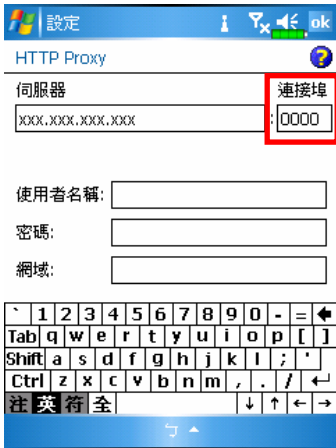 設定 ok
HTTP Proxy ?
伺服器 連接埠
xxx.xxx.xxx.xxx : 0000
使用者名稱:
密碼:
網域:
` 1 2 3 4 5 6 7 8 9 0 - =
Tab q w e r t y u i o p [ ]
Shift a s d f g h j k l ; '
Ctrl z x c v b n m , . /
注 英 符 全